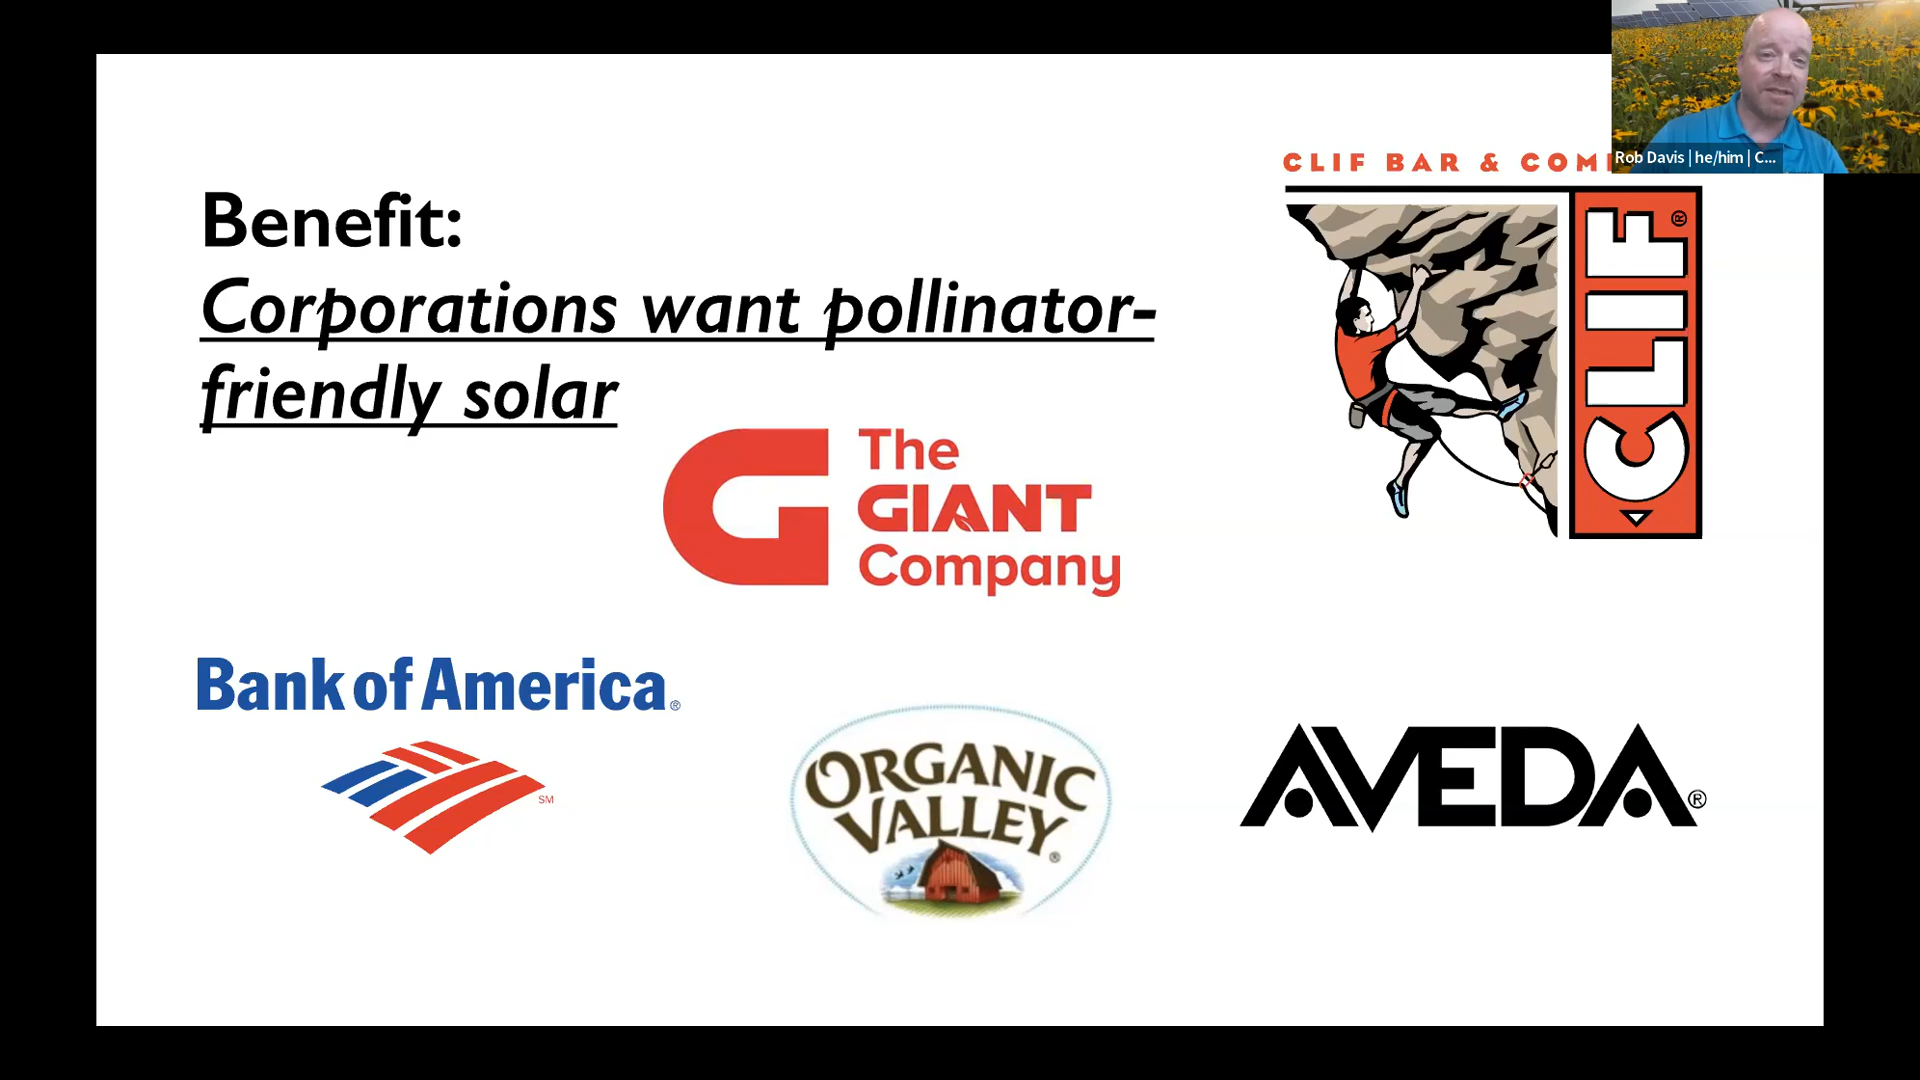 Rob Davis | he/him | C...
CLIF BAR & COM
Benefit:
Corporations want pollinator-
friendly solar
CLIF®
The
GIANT
Company
Bank of America®
SM
ORGANIC
VALLEY®
AVEDA®